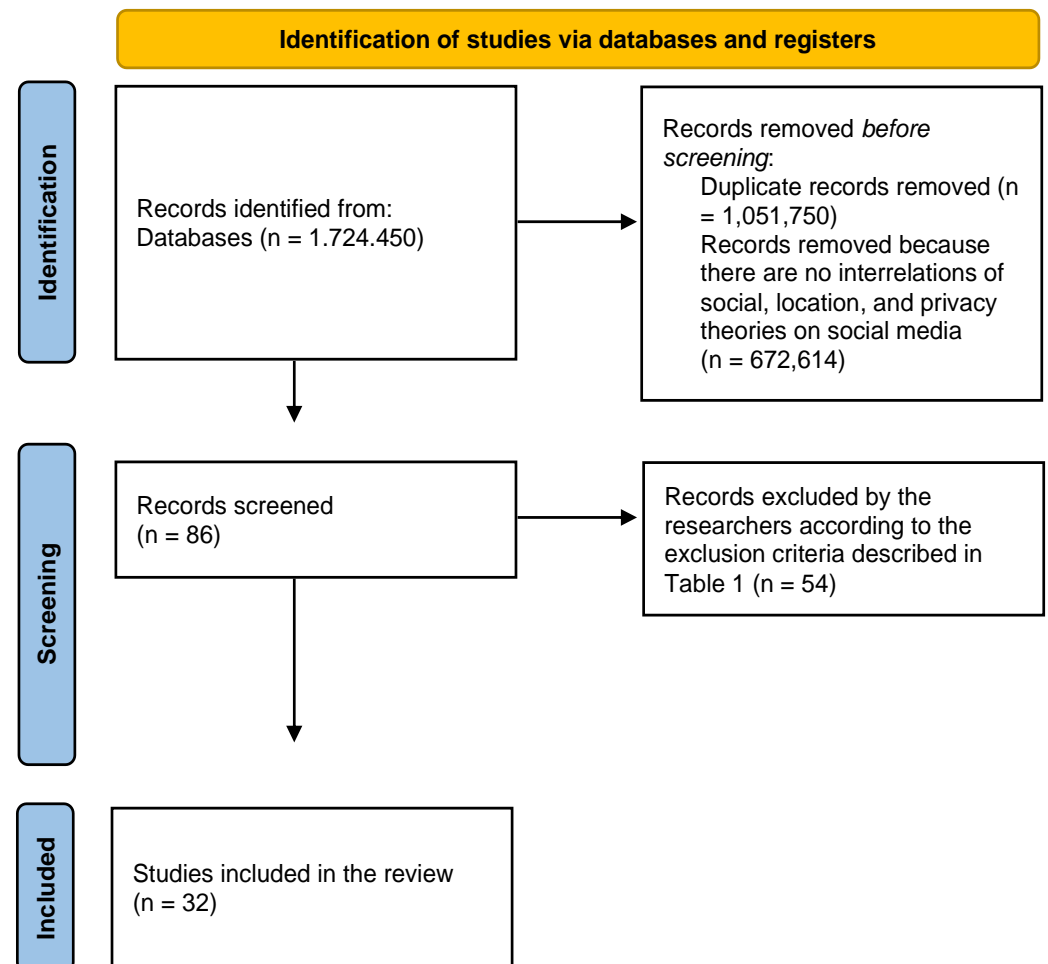 Identification of studies via databases and registers
Identification
Records identified from:
Databases (n = 1.724.450)
Records removed before
screening:
Duplicate records removed (n
= 1,051,750)
Records removed because
there are no interrelations of
social, location, and privacy
theories on social media
(n = 672,614)
Screening
Records screened
(n = 86)
Records excluded by the
researchers according to the
exclusion criteria described in
Table 1 (n = 54)
Included
Studies included in the review
(n = 32)